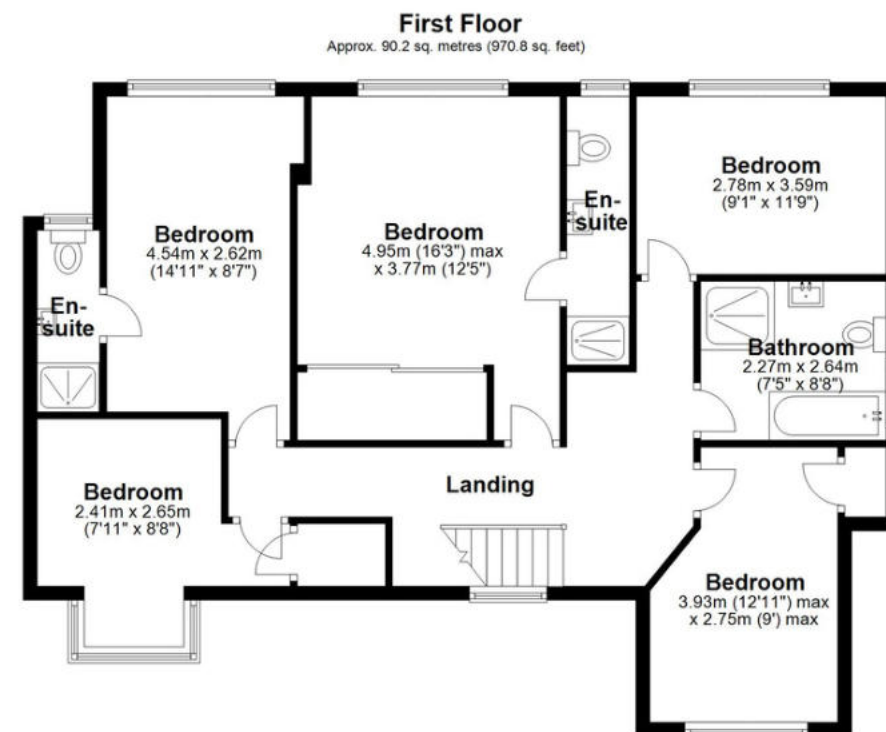 First Floor
Approx. 90.2 sq. metres (970.8 sq. feet)
Bedroom
2.78m x 3.59m
(9'1" x 11'9")
Bedroom
4.54m x 2.62m
(14'11" x 8'7")
Bedroom
4.95m (16'3") max
x 3.77m (12'5")
En-
suite
En-
suite
Bathroom
2.27m x 2.64m
(7'5" x 8'8")
Bedroom
2.41m x 2.65m
(7'11" x 8'8")
Landing
Bedroom
3.93m (12'11") max
x 2.75m (9') max